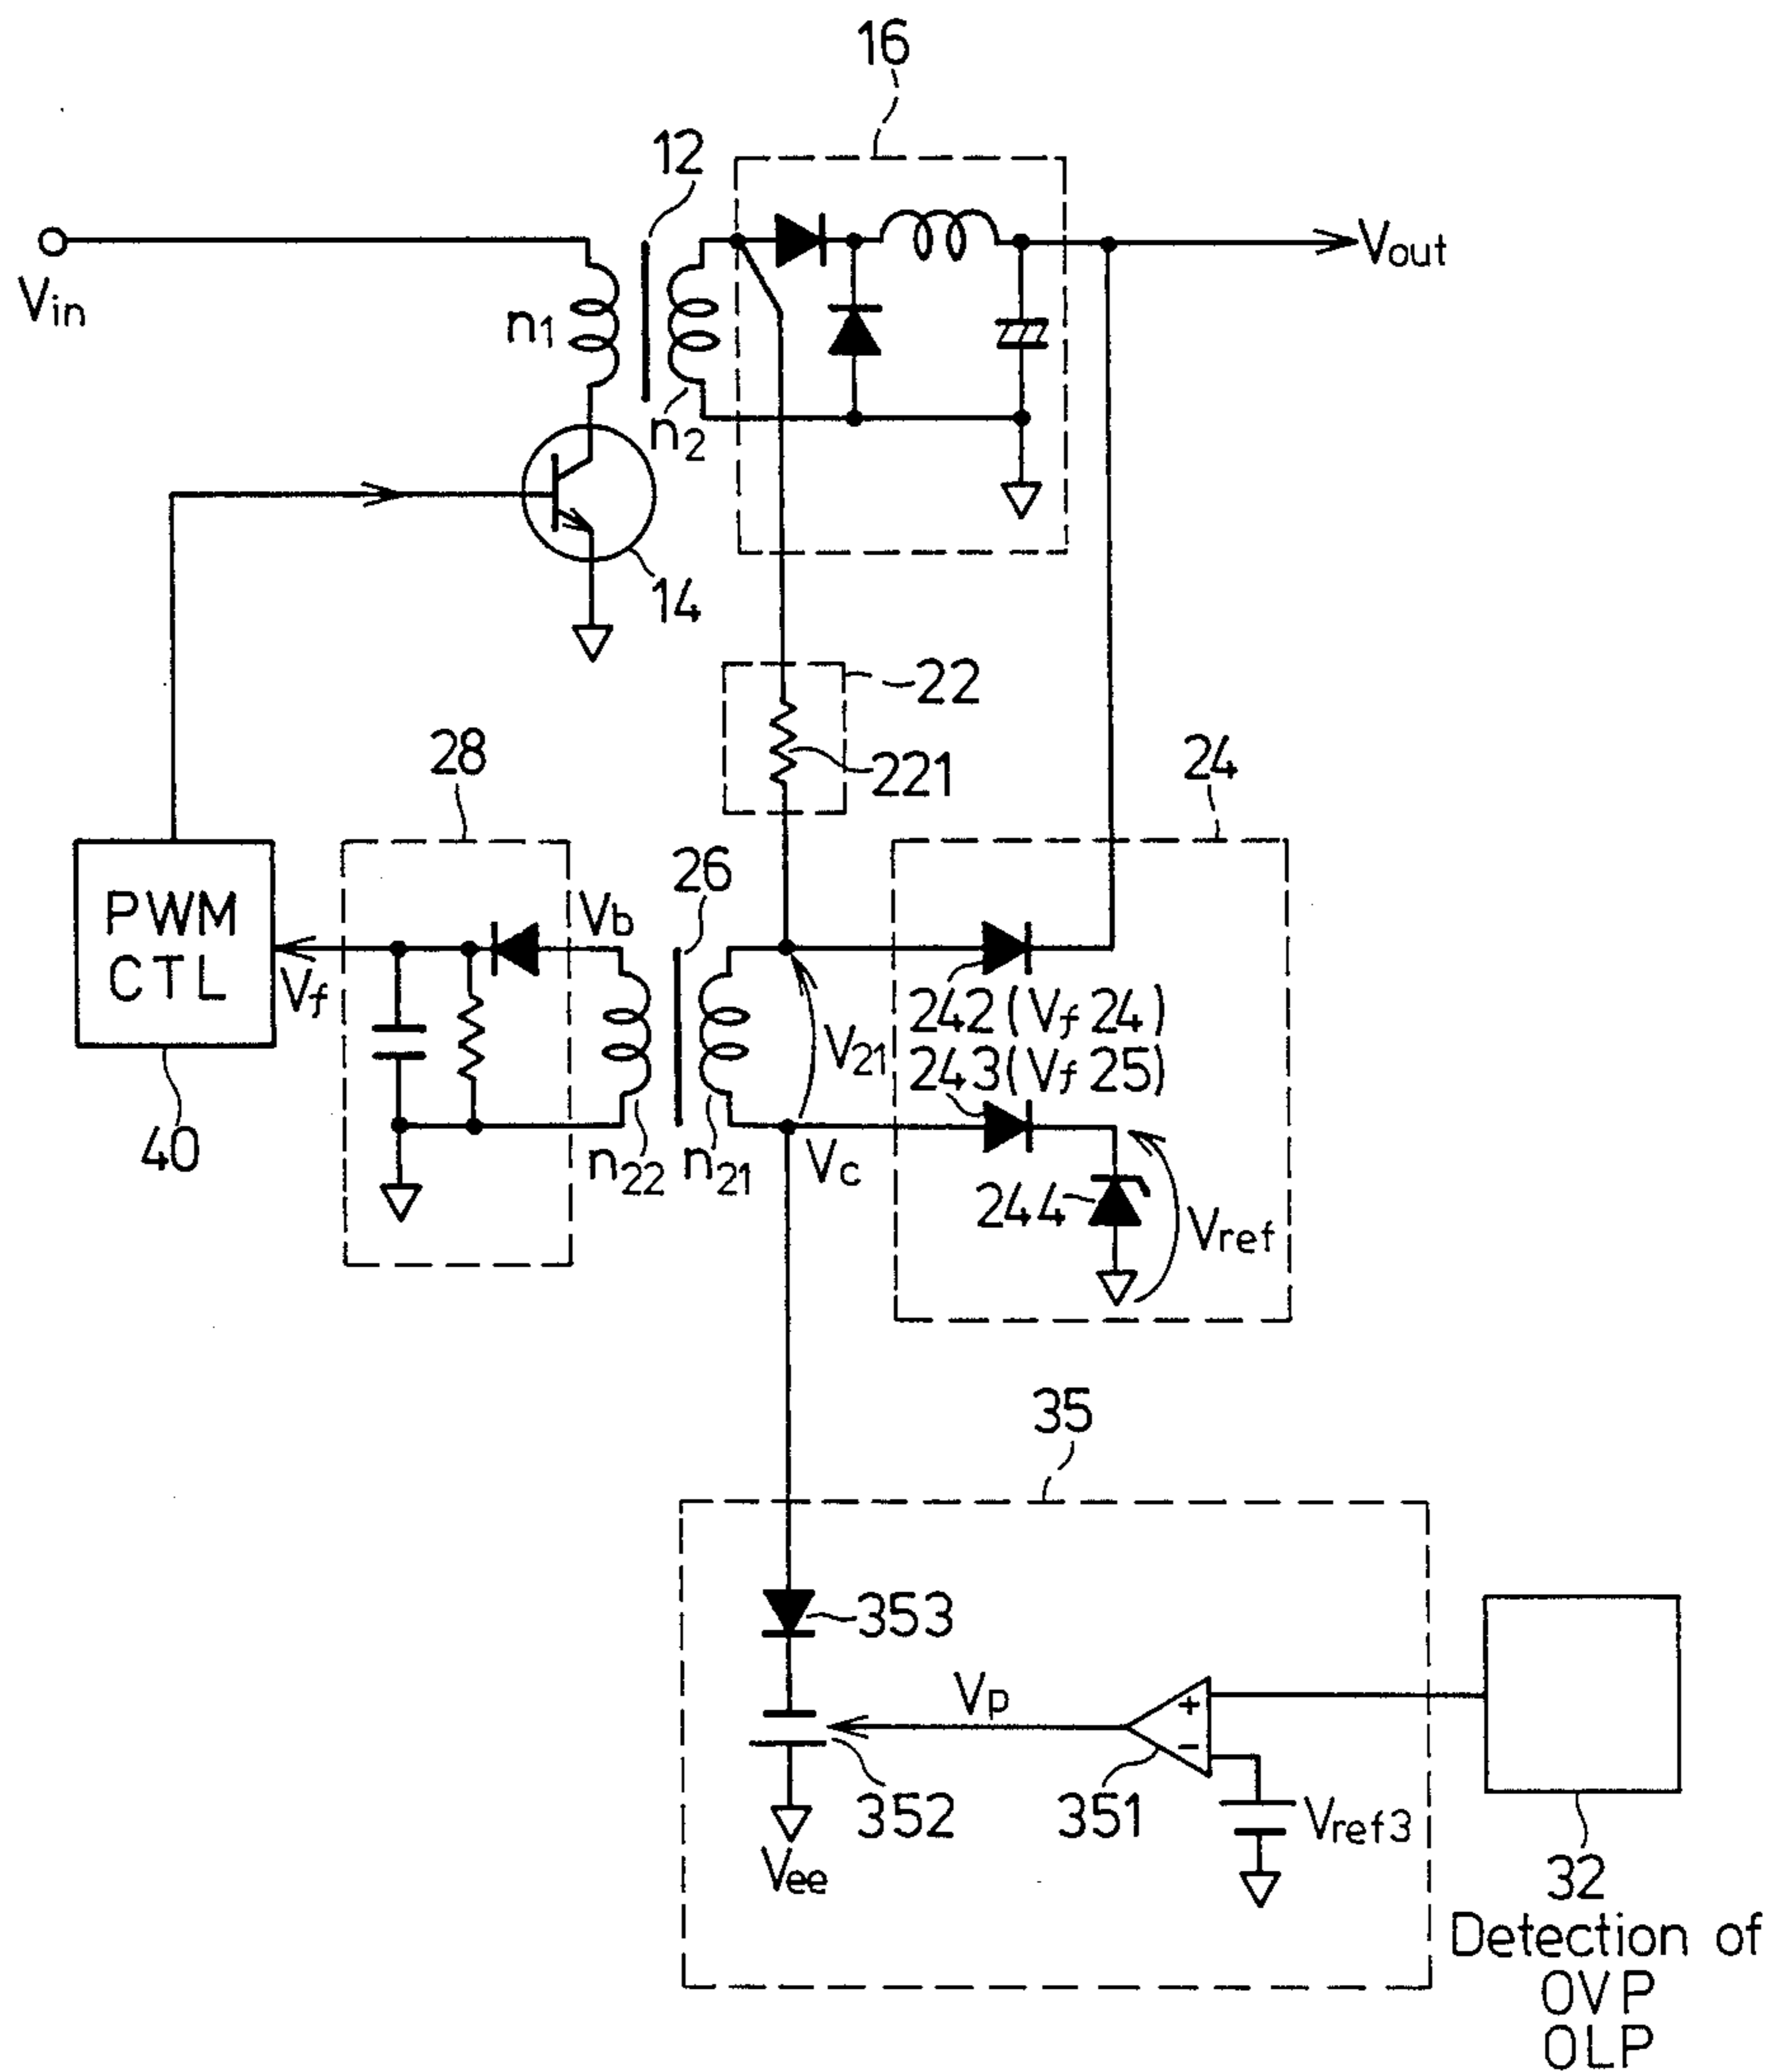 16
12
Vin
n1
n2
Vout
14
22
221
28
24
26
PWM
CTL
Vf
Vb
V21
242(Vf 24)
243(Vf 25)
40
n22
n21
Vc
244
Vref
35
353
Vp
+
-
352
351
Vref3
Vee
32
Detection of
OVP
OLP